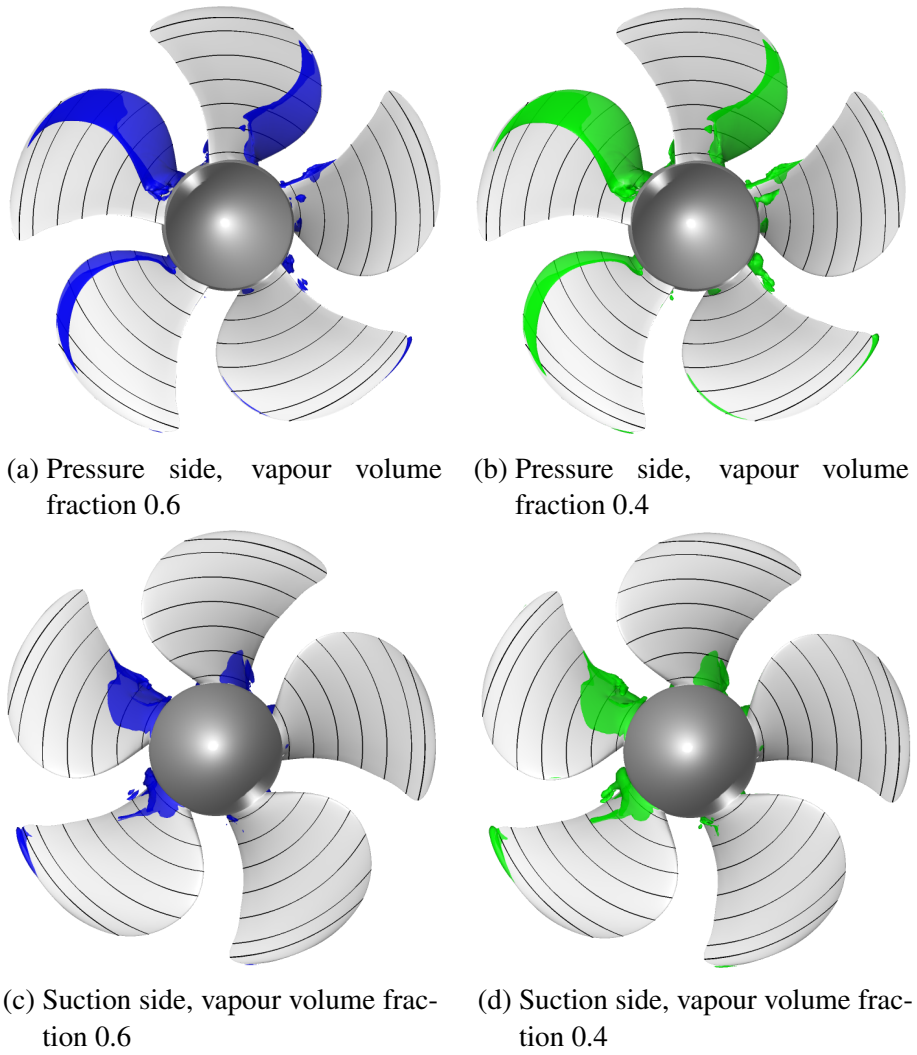 (a) Pressure side, vapour volume
fraction 0.6
(b) Pressure side, vapour volume
fraction 0.4
(c) Suction side, vapour volume frac-
tion 0.6
(d) Suction side, vapour volume frac-
tion 0.4